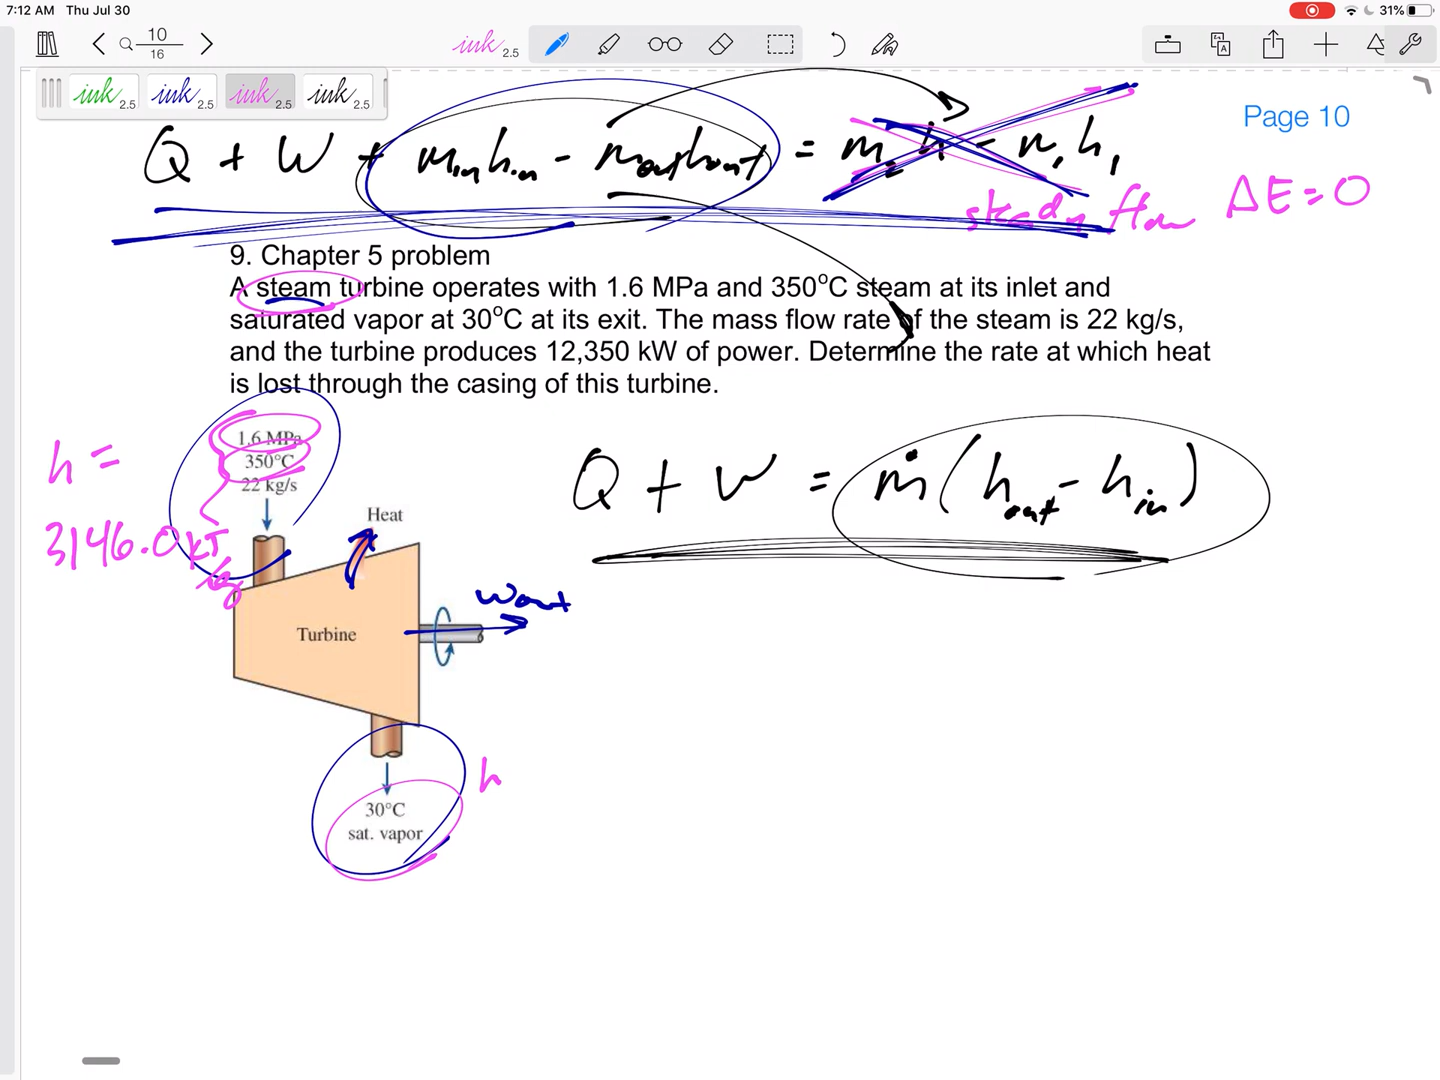 7:12 AM Thu Jul 30
31%
10
16
ink 2.5
ink 2.5 ink 2.5 ink 2.5 ink 2.5
Page 10
Q + W + m_in h_in - m_out h_out = m_2 h - m_1 h_1
steady flow ΔE = 0
9. Chapter 5 problem
A steam turbine operates with 1.6 MPa and 350°C steam at its inlet and
saturated vapor at 30°C at its exit. The mass flow rate of the steam is 22 kg/s,
and the turbine produces 12,350 kW of power. Determine the rate at which heat
is lost through the casing of this turbine.
1.6 MPa
350°C
22 kg/s
h =
3146.0 kJ/kg
Q + W = ṁ(h_out - h_in)
Heat
Wout
Turbine
h
30°C
sat. vapor